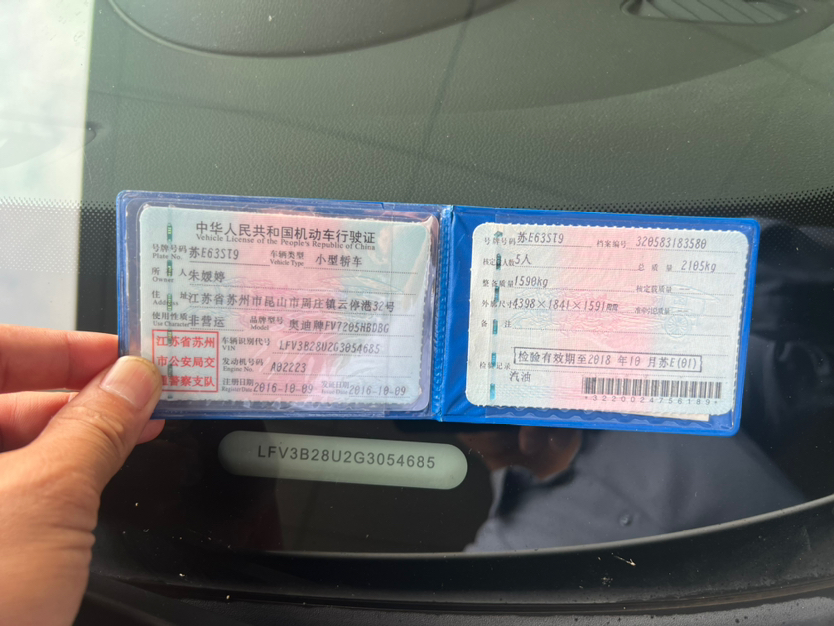 中华人民共和国机动车行驶证
Vehicle License of the People's Republic of China
号牌号码 苏E63ST9 车辆类型 小型轿车
Plate No. Vehicle Type
所有人 朱媛婷
Owner
住 址 江苏省苏州市昆山市周庄镇云停港32号
Address
使用性质 非营运 品牌型号 奥迪牌FV7205HBDBG
Use Character Model
江苏省苏州
市公安局交
通警察支队
车辆识别代号 LFV3B28U2G3054685
VIN
发动机号码 A02223
Engine No.
注册日期 2016-10-09 发证日期 2016-10-09
Register Date Issue Date
号牌号码 苏E63ST9 档案编号 320583183580
核定载人数 5人 总质量 2105kg
整备质量 1590kg 核定载质量
外廓尺寸 4398×1841×1591 准牵引总质量
备 注
检验记录 检验有效期至2018 年10 月苏E(01)
汽油
LFV3B28U2G3054685